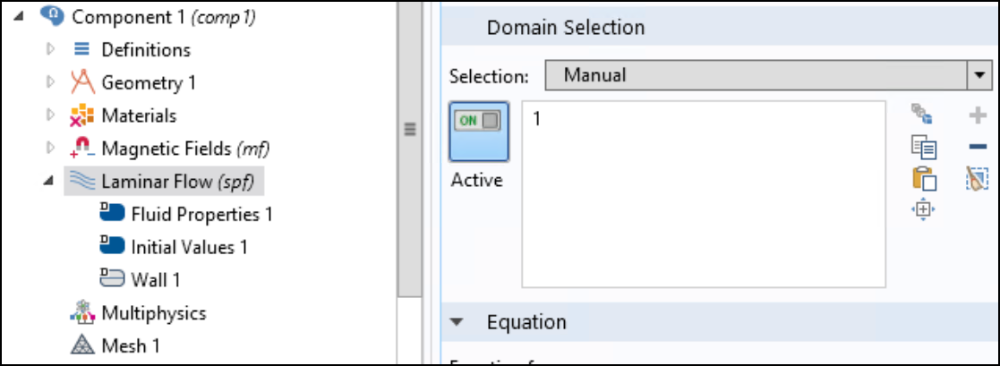 Component 1 (comp1)
Definitions
Geometry 1
Materials
Magnetic Fields (mf)
Laminar Flow (spf)
Fluid Properties 1
Initial Values 1
Wall 1
Multiphysics
Mesh 1
Domain Selection
Selection: Manual
ON
1
Active
Equation